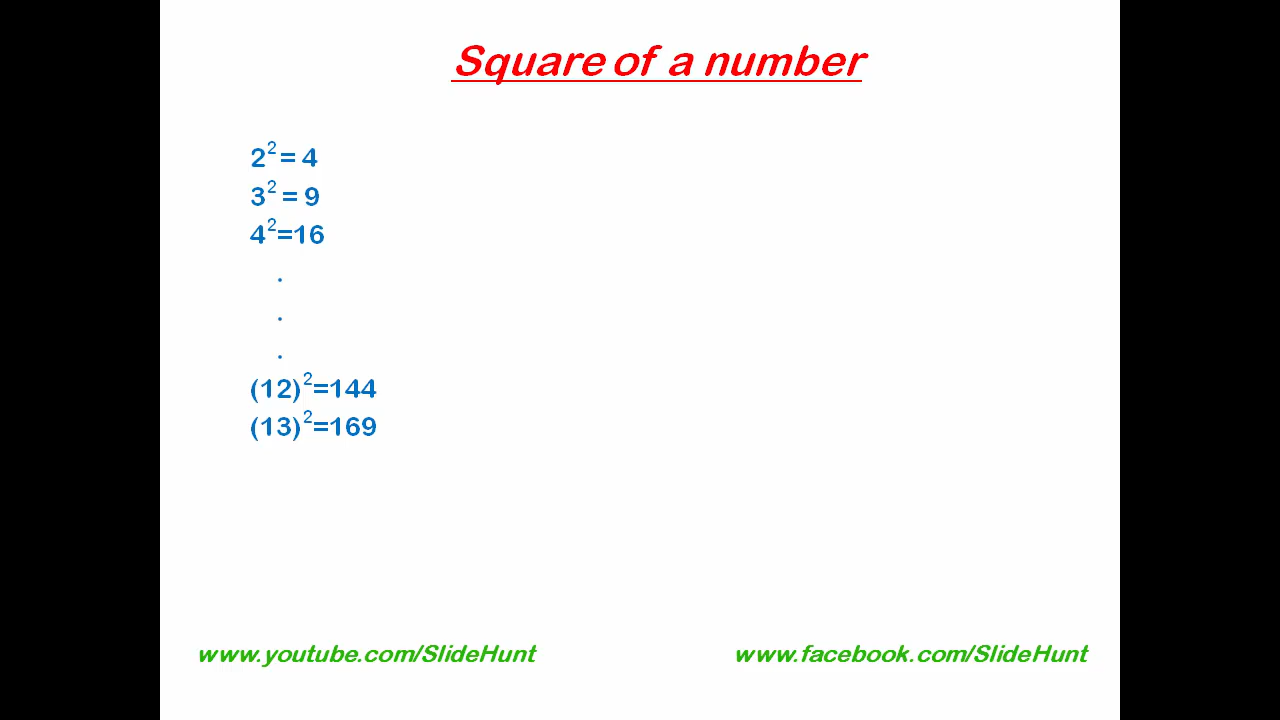 Square of a number
2² = 4
3² = 9
4²=16
.
.
.
(12)²=144
(13)²=169
www.youtube.com/SlideHunt
www.facebook.com/SlideHunt